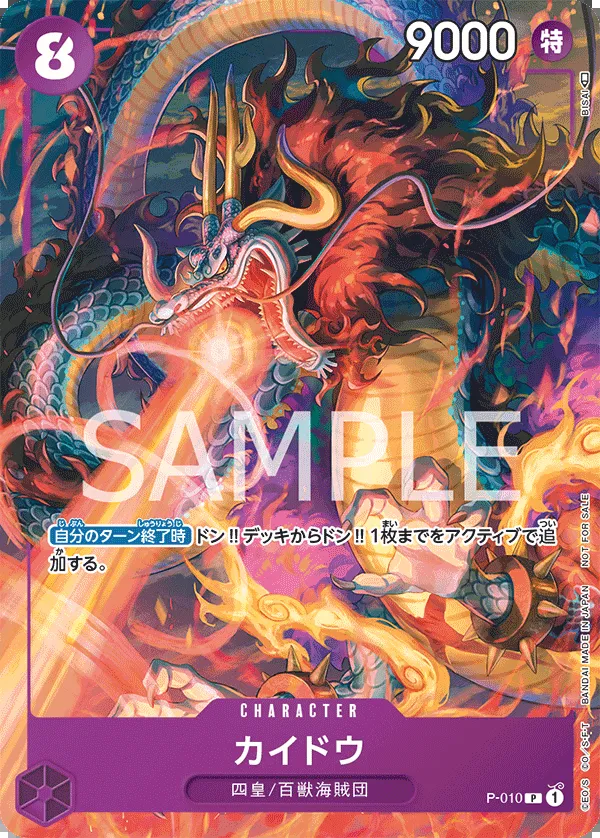 8
9000
特
BISAI
SAMPLE
自分のターン終了時 ドン!!デッキからドン!!1枚までをアクティブで追
加する。
CHARACTER
カイドウ
四皇/百獣海賊団
P-010 P 1
©E.O/S. ©O./S.F.T BANDAI MADE IN JAPAN NOT FOR SALE